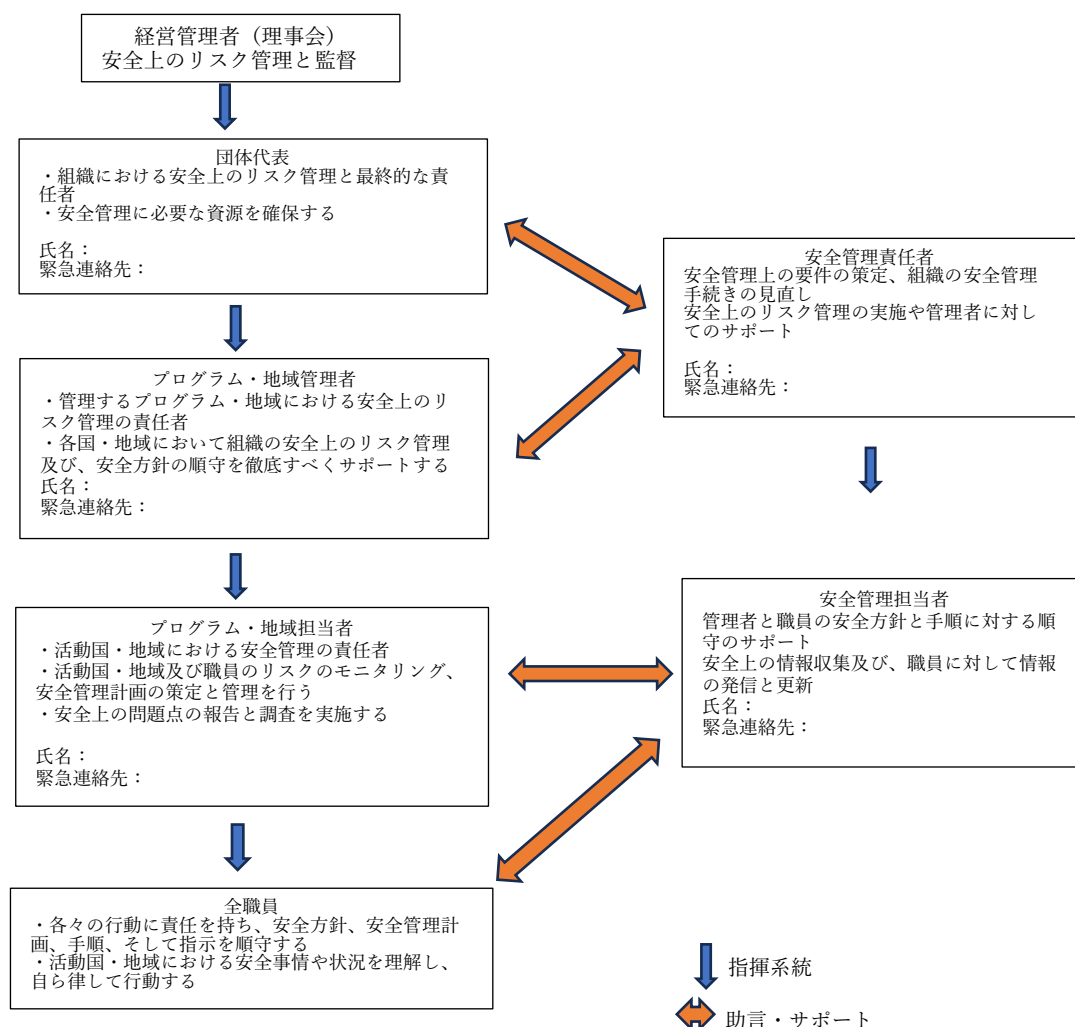 経営管理者（理事会）
安全上のリスク管理と監督
団体代表
・組織における安全上のリスク管理と最終的な責
任者
・安全管理に必要な資源を確保する
氏名：
緊急連絡先：
安全管理責任者
安全管理上の要件の策定、組織の安全管理
手続きの見直し
安全上のリスク管理の実施や管理者に対し
てのサポート
氏名：
緊急連絡先：
プログラム・地域管理者
・管理するプログラム・地域における安全上のリ
スク管理の責任者
・各国・地域において組織の安全上のリスク管理
及び、安全方針の順守を徹底すべくサポートする
氏名：
緊急連絡先：
プログラム・地域担当者
・活動国・地域における安全管理の責任者
・活動国・地域及び職員のリスクのモニタリング、
安全管理計画の策定と管理を行う
・安全上の問題点の報告と調査を実施する
氏名：
緊急連絡先：
安全管理担当者
管理者と職員の安全方針と手順に対する順
守のサポート
安全上の情報収集及び、職員に対して情報
の発信と更新
氏名：
緊急連絡先：
全職員
・各々の行動に責任を持ち、安全方針、安全管理計
画、手順、そして指示を順守する
・活動国・地域における安全事情や状況を理解し、
自ら律して行動する
指揮系統
助言・サポート